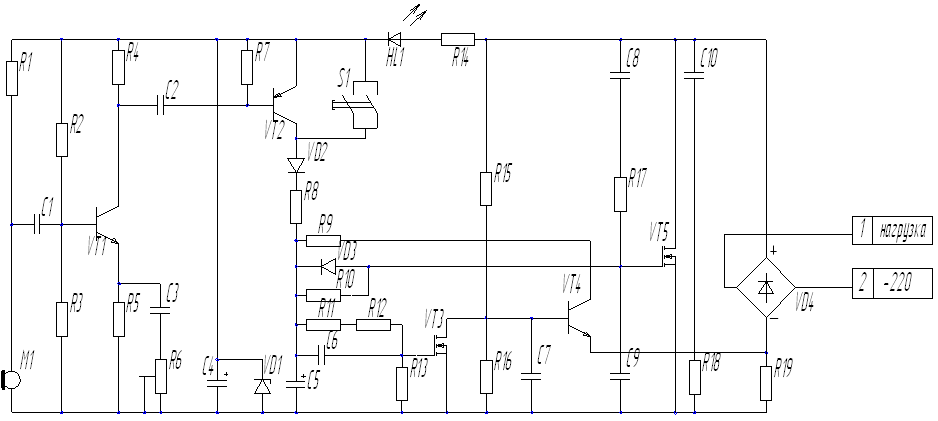 HL1
R14
R1
R4
R7
S1
C8
C10
C2
VT2
R2
VD2
R15
R17
R8
C1
VT1
R9
VT5
1 нагрузка
VD3
+
R10
2 ~220
VT4
VD4
C3
R3
R5
R11
R12
VT3
−
C6
M1
R6
C4
+
VD1
+
C5
R13
R16
C7
C9
R18
R19